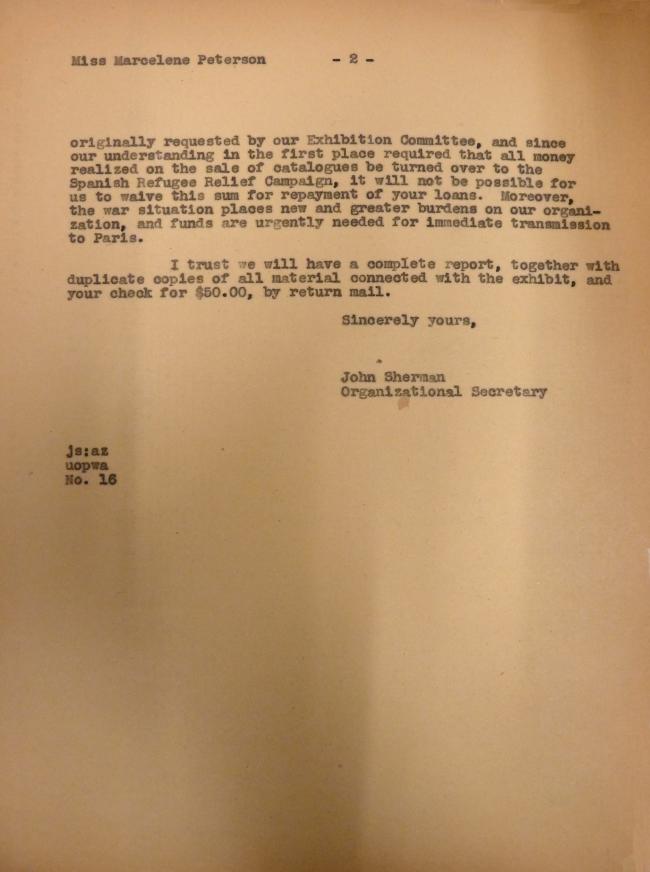 Miss Marcelene Peterson - 2 -
originally requested by our Exhibition Committee, and since
our understanding in the first place required that all money
realized on the sale of catalogues be turned over to the
Spanish Refugee Relief Campaign, it will not be possible for
us to waive this sum for repayment of your loans. Moreover,
the war situation places new and greater burdens on our organi-
zation, and funds are urgently needed for immediate transmission
to Paris.
I trust we will have a complete report, together with
duplicate copies of all material connected with the exhibit, and
your check for $50.00, by return mail.
Sincerely yours,
John Sherman
Organizational Secretary
js:az
uopwa
No. 16